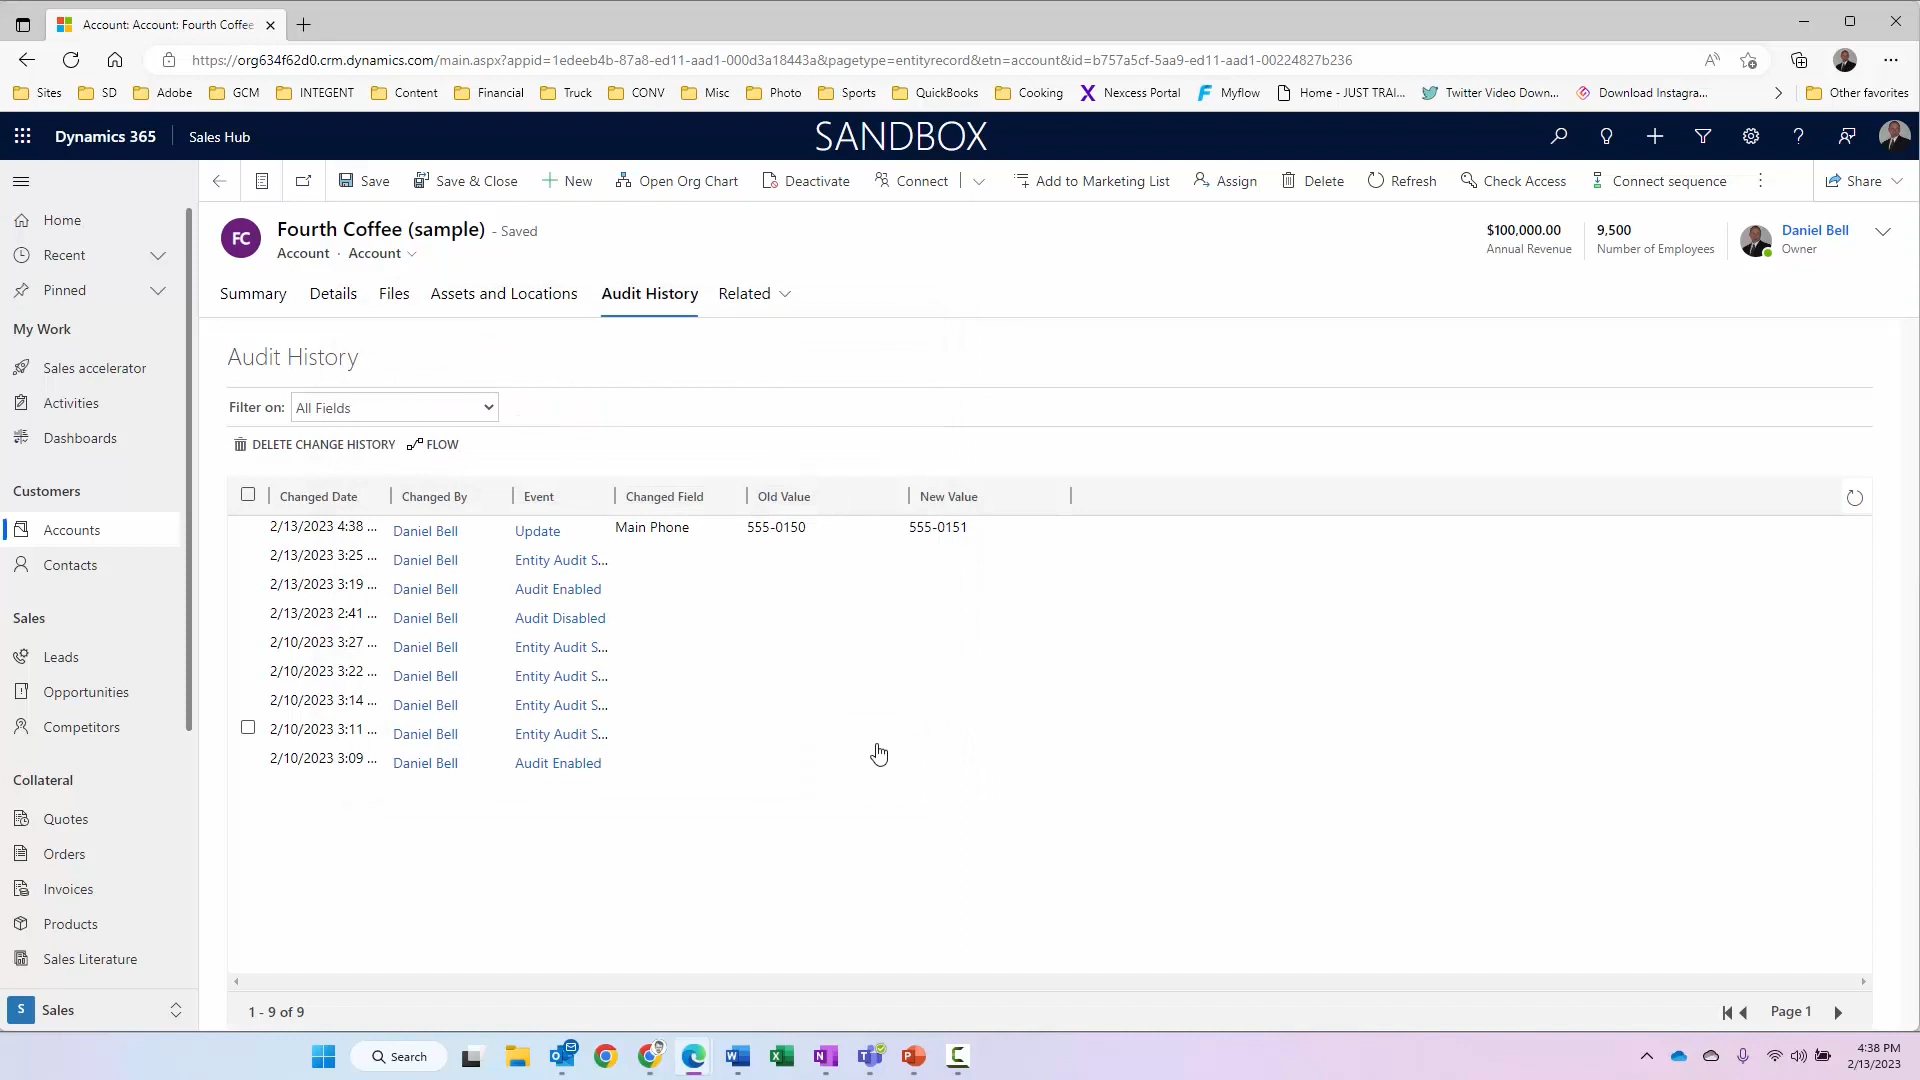 Account: Account: Fourth Coffee
https://org634f62d0.crm.dynamics.com/main.aspx?appid=1edeeb4b-87a8-ed11-aad1-000d3a18443a&pagetype=entityrecord&etn=account&id=b757a5cf-5aa9-ed11-aad1-00224827b236
Sites SD Adobe GCM INTEGENT Content Financial Truck CONV Misc Photo Sports QuickBooks Cooking Nexcess Portal Myflow Home - JUST TRAI... Twitter Video Down... Download Instagra... Other favorites
Dynamics 365 Sales Hub SANDBOX
Save Save & Close New Open Org Chart Deactivate Connect Add to Marketing List Assign Delete Refresh Check Access Connect sequence Share
Home
Recent
Pinned
My Work
Sales accelerator
Activities
Dashboards
Customers
Accounts
Contacts
Sales
Leads
Opportunities
Competitors
Collateral
Quotes
Orders
Invoices
Products
Sales Literature
S Sales
FC
Fourth Coffee (sample) - Saved
Account · Account
$100,000.00
Annual Revenue
9,500
Number of Employees
Daniel Bell
Owner
Summary Details Files Assets and Locations Audit History Related
Audit History
Filter on: All Fields
DELETE CHANGE HISTORY FLOW
Changed Date Changed By Event Changed Field Old Value New Value
2/13/2023 4:38 ... Daniel Bell Update Main Phone 555-0150 555-0151
2/13/2023 3:25 ... Daniel Bell Entity Audit S...
2/13/2023 3:19 ... Daniel Bell Audit Enabled
2/13/2023 2:41 ... Daniel Bell Audit Disabled
2/10/2023 3:27 ... Daniel Bell Entity Audit S...
2/10/2023 3:22 ... Daniel Bell Entity Audit S...
2/10/2023 3:14 ... Daniel Bell Entity Audit S...
2/10/2023 3:11 ... Daniel Bell Entity Audit S...
2/10/2023 3:09 ... Daniel Bell Audit Enabled
1 - 9 of 9
Page 1
Search
4:38 PM
2/13/2023